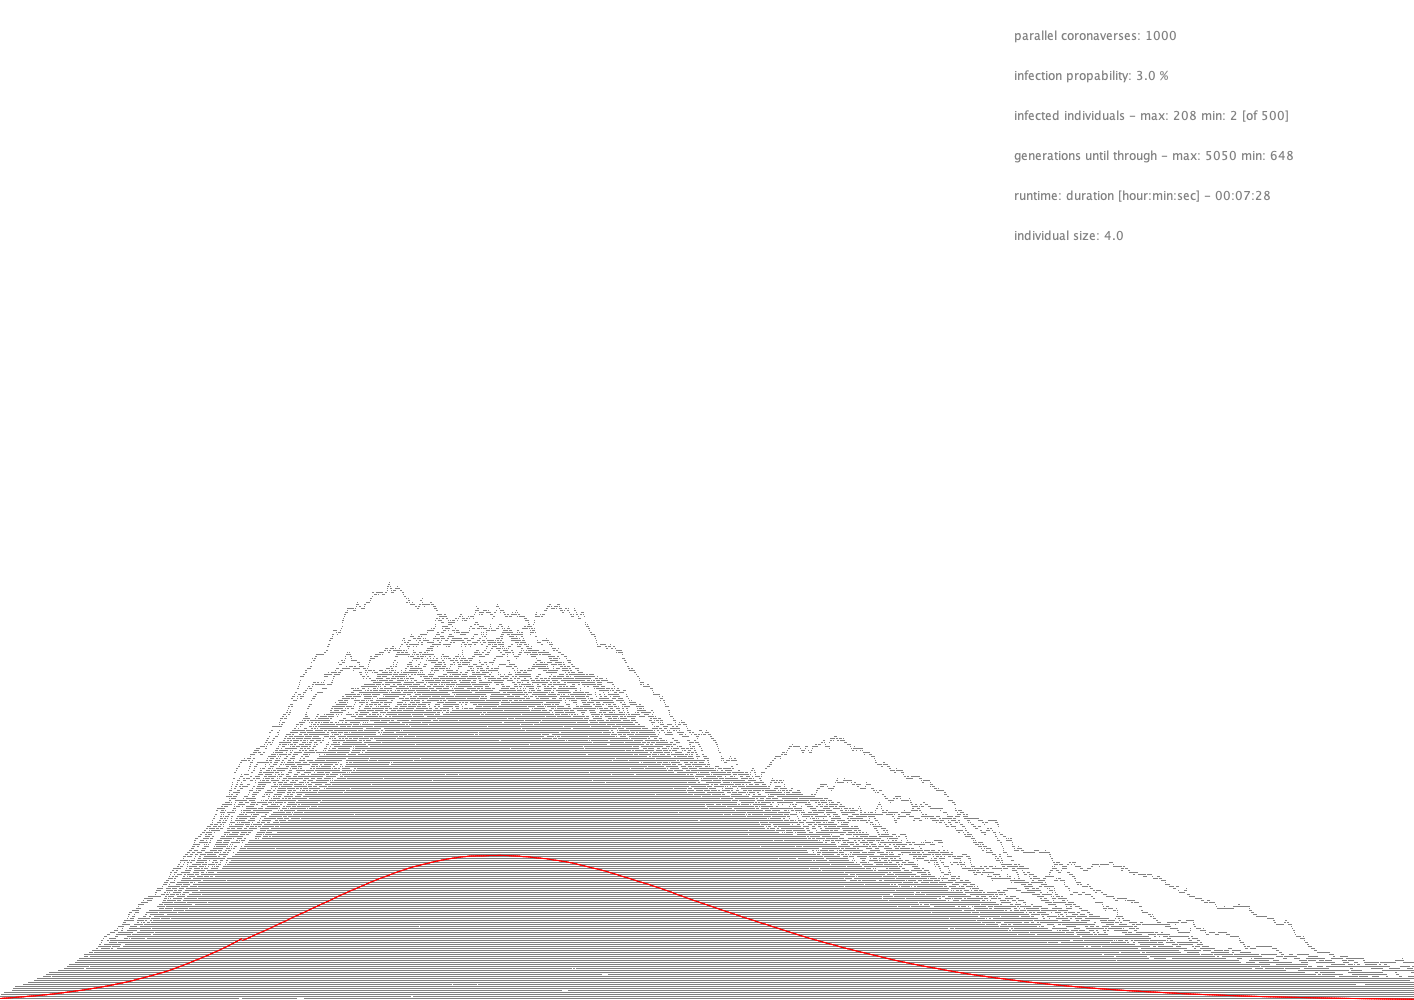 parallel coronaverses: 1000
infection propability: 3.0 %
infected individuals - max: 208 min: 2 [of 500]
generations until through - max: 5050 min: 648
runtime: duration [hour:min:sec] - 00:07:28
individual size: 4.0